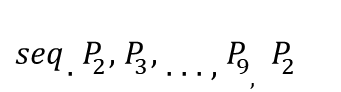 seq. P₂, P₃, ..., P₉, P₂